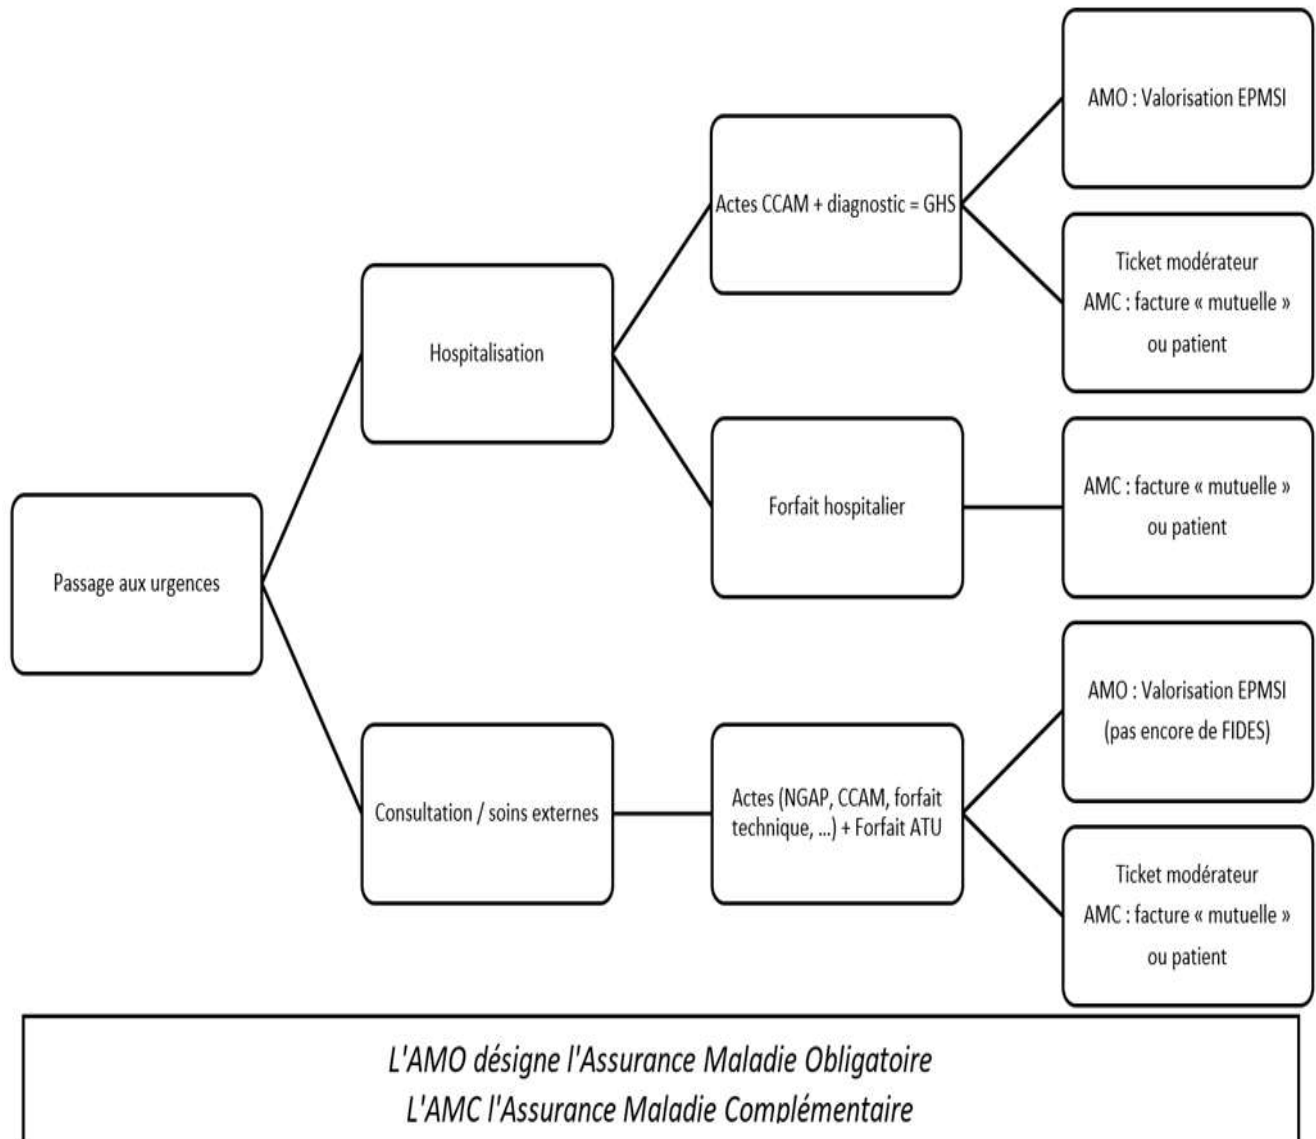 AMO : Valorisation EPMSI
Actes CCAM + diagnostic = GHS
Ticket modérateur
AMC : facture « mutuelle »
ou patient
Hospitalisation
Forfait hospitalier
AMC : facture « mutuelle »
ou patient
Passage aux urgences
AMO : Valorisation EPMSI
(pas encore de FIDES)
Consultation / soins externes
Actes (NGAP, CCAM, forfait
technique, ...) + Forfait ATU
Ticket modérateur
AMC : facture « mutuelle »
ou patient
L'AMO désigne l'Assurance Maladie Obligatoire
L'AMC l'Assurance Maladie Complémentaire